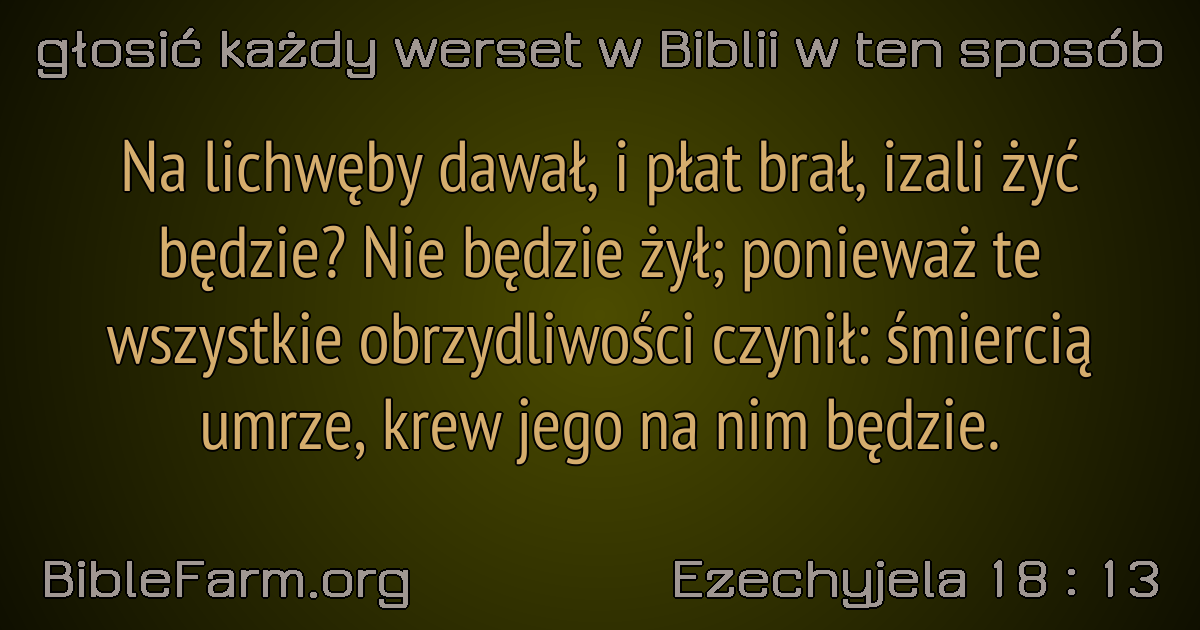 głosić każdy werset w Biblii w ten sposób
Na lichwęby dawał, i płat brał, izali żyć
będzie? Nie będzie żył; ponieważ te
wszystkie obrzydliwości czynił: śmiercią
umrze, krew jego na nim będzie.
BibleFarm.org
Ezechyjela 18 : 13